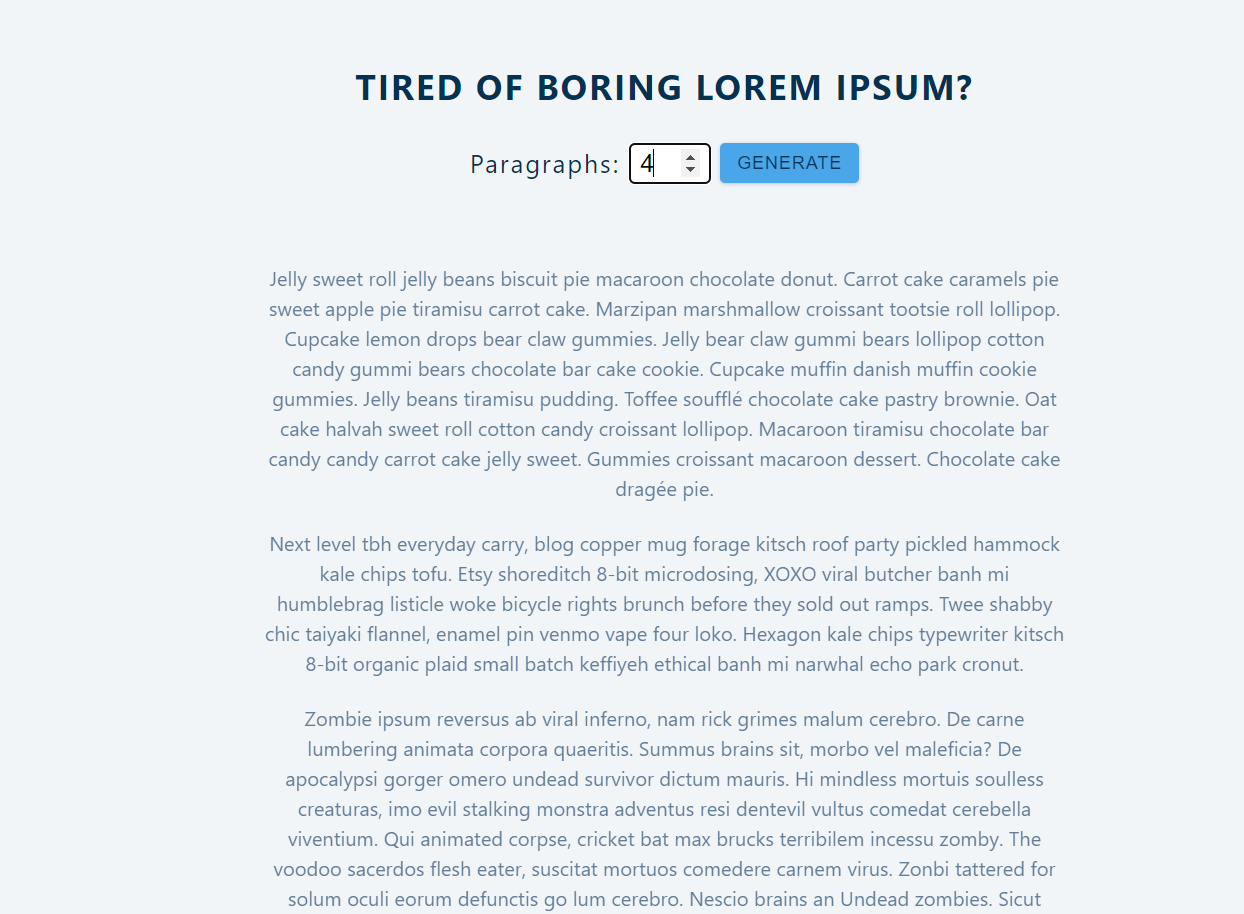 TIRED OF BORING LOREM IPSUM?
Paragraphs: 4 GENERATE
Jelly sweet roll jelly beans biscuit pie macaroon chocolate donut. Carrot cake caramels pie
sweet apple pie tiramisu carrot cake. Marzipan marshmallow croissant tootsie roll lollipop.
Cupcake lemon drops bear claw gummies. Jelly bear claw gummi bears lollipop cotton
candy gummi bears chocolate bar cake cookie. Cupcake muffin danish muffin cookie
gummies. Jelly beans tiramisu pudding. Toffee soufflé chocolate cake pastry brownie. Oat
cake halvah sweet roll cotton candy croissant lollipop. Macaroon tiramisu chocolate bar
candy candy carrot cake jelly sweet. Gummies croissant macaroon dessert. Chocolate cake
dragée pie.
Next level tbh everyday carry, blog copper mug forage kitsch roof party pickled hammock
kale chips tofu. Etsy shoreditch 8-bit microdosing, XOXO viral butcher banh mi
humblebrag listicle woke bicycle rights brunch before they sold out ramps. Twee shabby
chic taiyaki flannel, enamel pin venmo vape four loko. Hexagon kale chips typewriter kitsch
8-bit organic plaid small batch keffiyeh ethical banh mi narwhal echo park cronut.
Zombie ipsum reversus ab viral inferno, nam rick grimes malum cerebro. De carne
lumbering animata corpora quaeritis. Summus brains sit, morbo vel maleficia? De
apocalypsi gorger omero undead survivor dictum mauris. Hi mindless mortuis soulless
creaturas, imo evil stalking monstra adventus resi dentevil vultus comedat cerebella
viventium. Qui animated corpse, cricket bat max brucks terribilem incessu zomby. The
voodoo sacerdos flesh eater, suscitat mortuos comedere carnem virus. Zonbi tattered for
solum oculi eorum defunctis go lum cerebro. Nescio brains an Undead zombies. Sicut